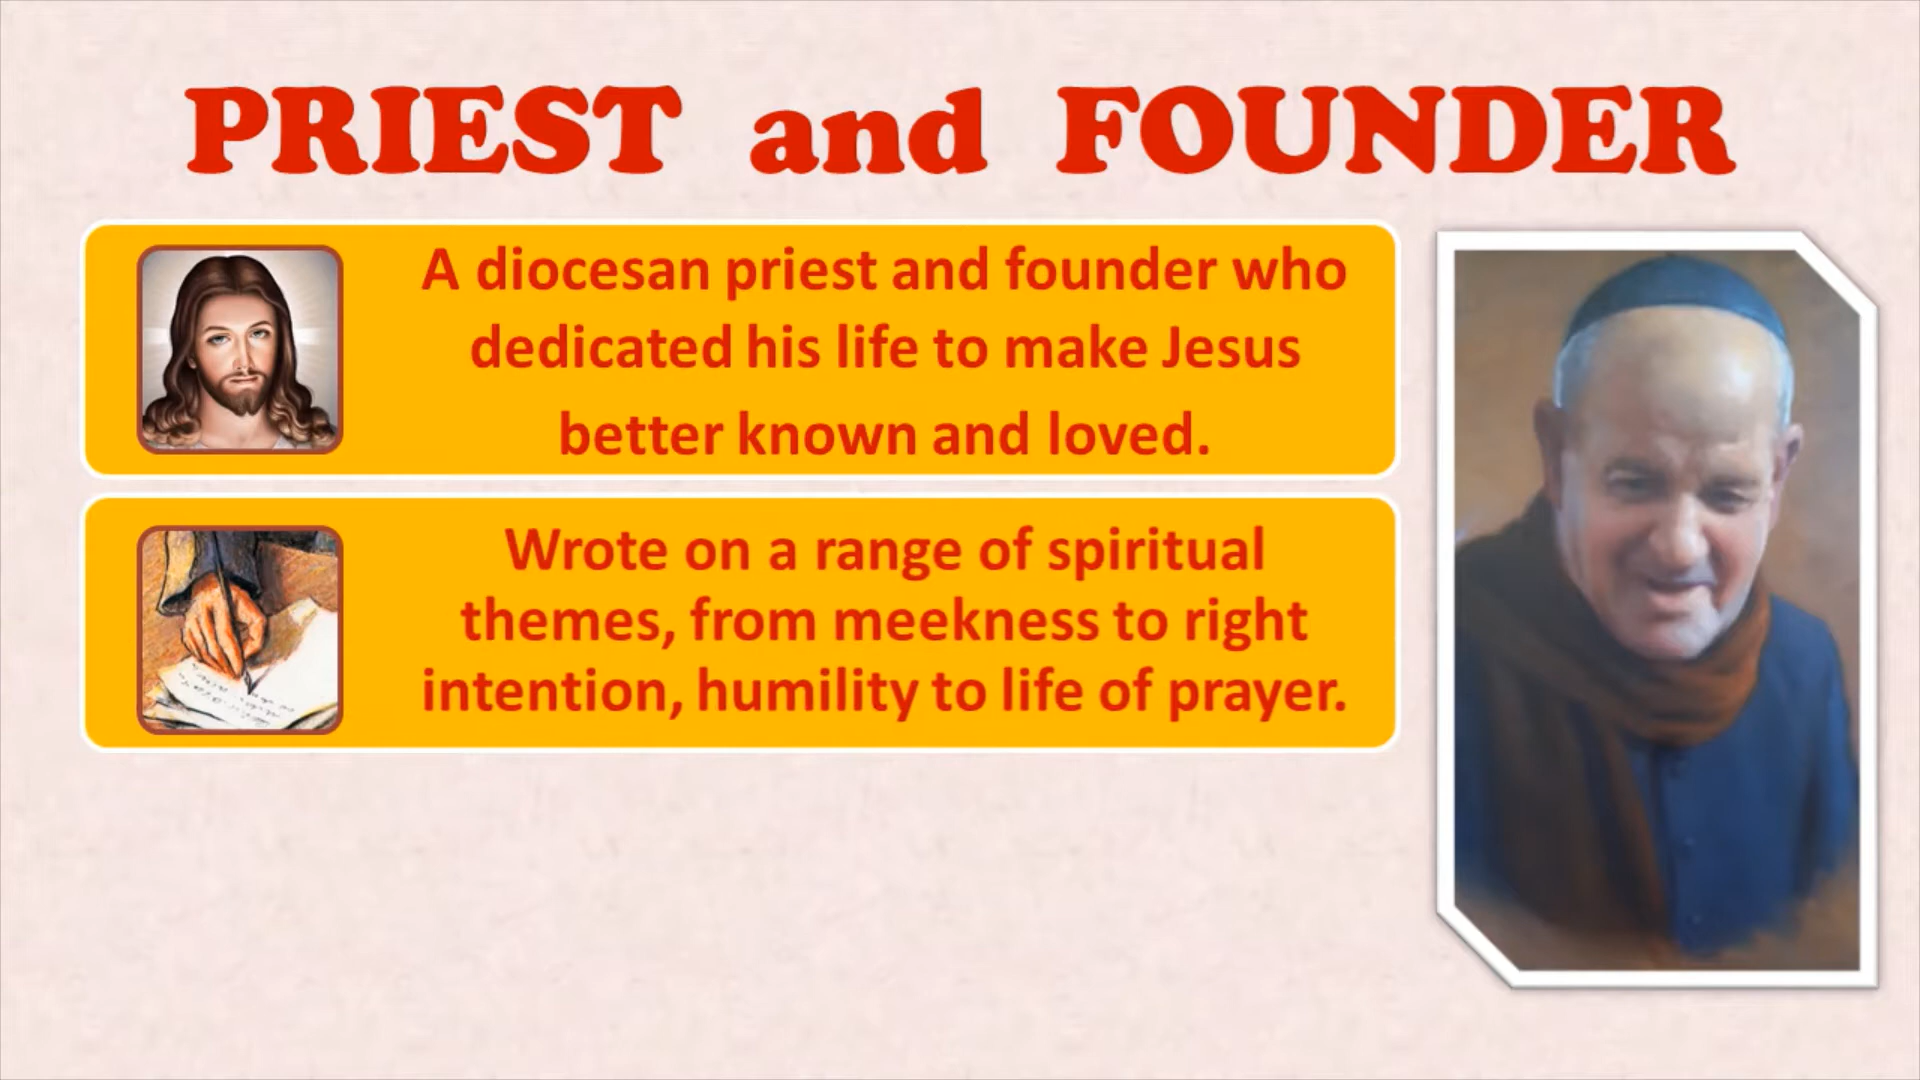 PRIEST and FOUNDER
A diocesan priest and founder who
dedicated his life to make Jesus
better known and loved.
Wrote on a range of spiritual
themes, from meekness to right
intention, humility to life of prayer.